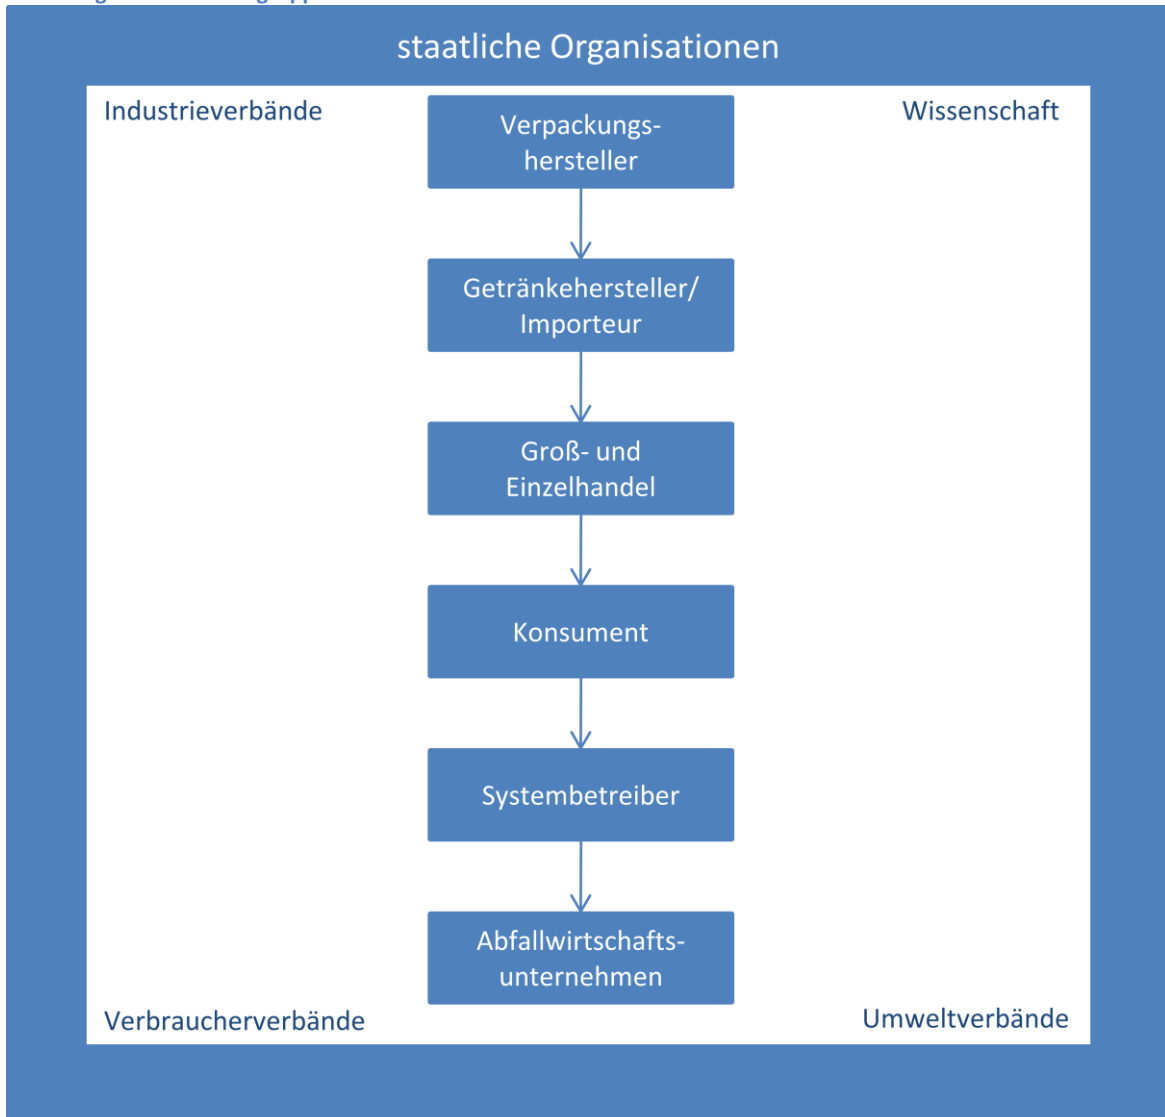 staatliche Organisationen
Industrieverbände
Wissenschaft
Verpackungs-
hersteller
Getränkehersteller/
Importeur
Groß- und
Einzelhandel
Konsument
Systembetreiber
Abfallwirtschafts-
unternehmen
Verbraucherverbände
Umweltverbände